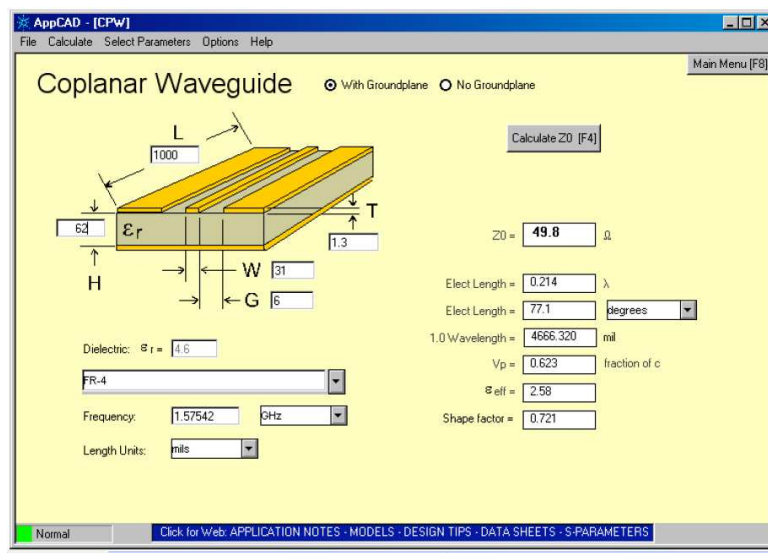 AppCAD - [CPW]
File Calculate Select Parameters Options Help
Main Menu [F8]
Coplanar Waveguide With Groundplane No Groundplane
Calculate Z0 [F4]
L
1000
62
εr
T
1.3
H
W 31
G 6
Z0 = 49.8 Ω
Elect Length = 0.214 λ
Elect Length = 77.1 degrees
1.0 Wavelength = 4666.320 mil
Vp = 0.623 fraction of c
ε eff = 2.58
Shape factor = 0.721
Dielectric: ε r = 4.6
FR-4
Frequency: 1.57542 GHz
Length Units: mils
Normal
Click for Web: APPLICATION NOTES - MODELS - DESIGN TIPS - DATA SHEETS - S-PARAMETERS